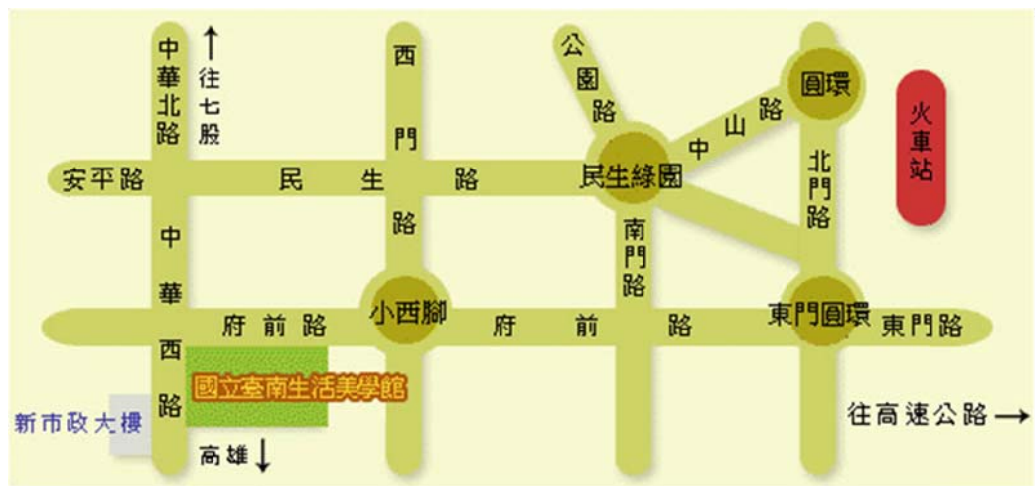 中華北路
↑
往七股
西門路
公園路
中山路
圓環
火車站
安平路
民生路
民生綠園
北門路
南門路
中華西路
府前路
小西腳
府前路
東門圓環
東門路
國立臺南生活美學館
新市政大樓
高雄↓
往高速公路→